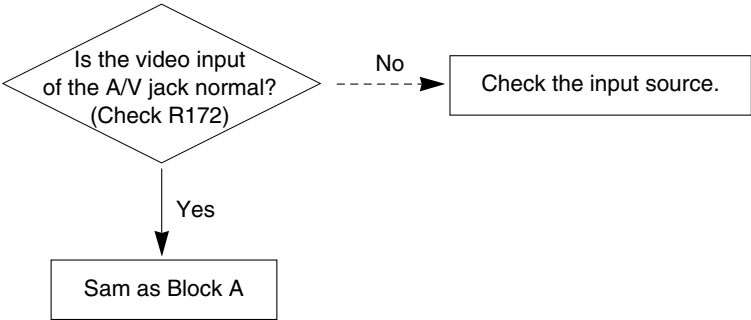 Is the video input
of the A/V jack normal?
(Check R172)
No
Check the input source.
Yes
Sam as Block A